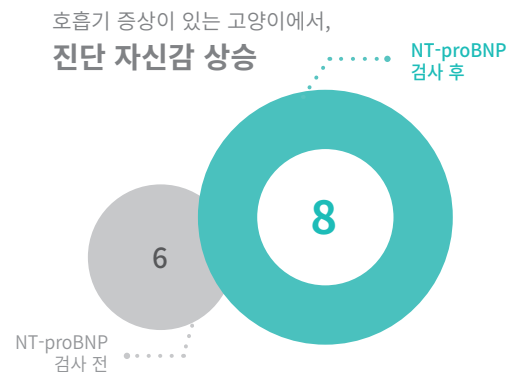 호흡기 증상이 있는 고양이에서,
진단 자신감 상승
NT-proBNP
검사 후
8
6
NT-proBNP
검사 전